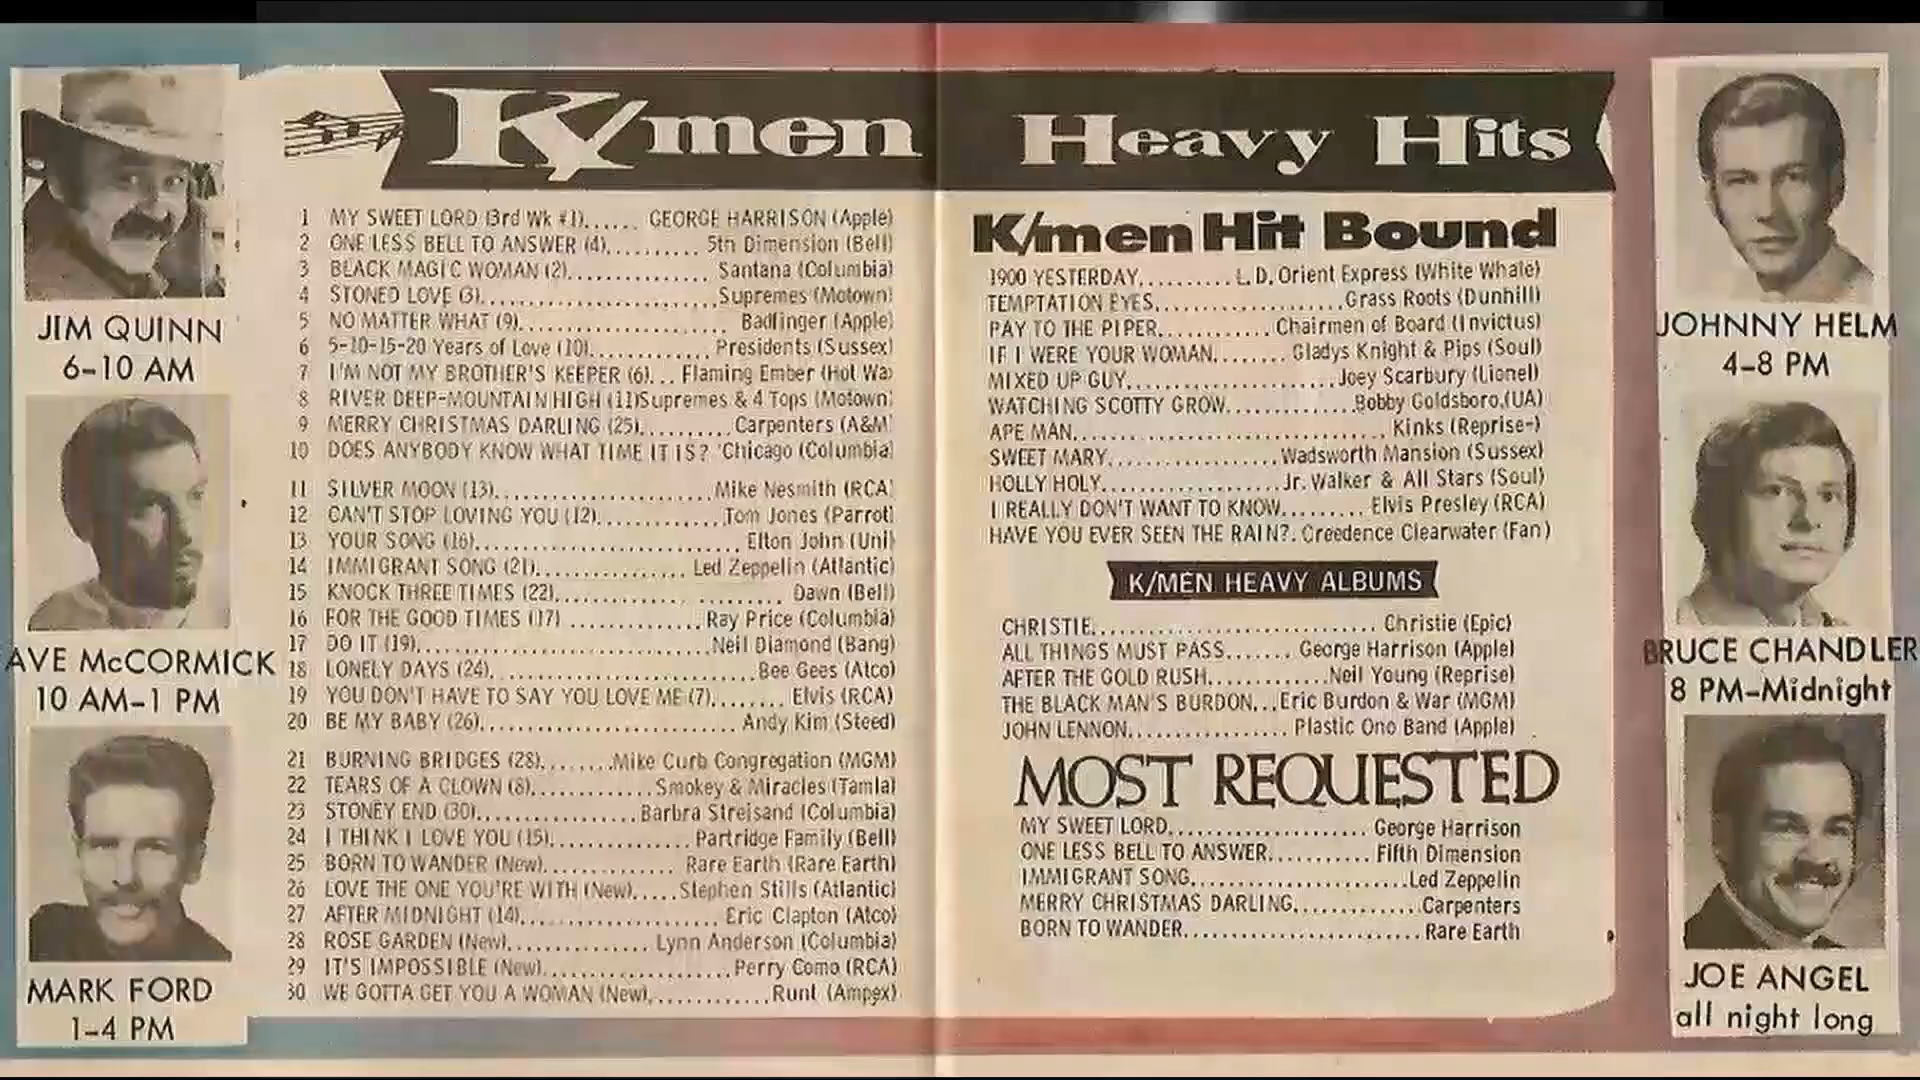 K/men Heavy Hits
JIM QUINN
6-10 AM
AVE McCORMICK
10 AM-1 PM
MARK FORD
1-4 PM
1 MY SWEET LORD (3rd Wk #1)...... GEORGE HARRISON (Apple)
2 ONE LESS BELL TO ANSWER (4).......... 5th Dimension (Bell)
3 BLACK MAGIC WOMAN (2)............... Santana (Columbia)
4 STONED LOVE (3)..........................Supremes (Motown)
5 NO MATTER WHAT (9)...................... Badfinger (Apple)
6 5-10-15-20 Years of Love (10)............. Presidents (Sussex)
7 I'M NOT MY BROTHER'S KEEPER (6)... Flaming Ember (Hot Wa)
8 RIVER DEEP-MOUNTAIN HIGH (11)Supremes & 4 Tops (Motown)
9 MERRY CHRISTMAS DARLING (25)..........Carpenters (A&M
10 DOES ANYBODY KNOW WHAT TIME IT IS? Chicago (Columbia)
11 SILVER MOON (13).........................Mike Nesmith (RCA)
12 CAN'T STOP LOVING YOU (12)..............Tom Jones (Parrot)
13 YOUR SONG (16)............................ Elton John (Uni)
14 IMMIGRANT SONG (21)................ Led Zeppelin (Atlantic)
15 KNOCK THREE TIMES (22)............. ......... Dawn (Bell)
16 FOR THE GOOD TIMES (17) ..............Ray Price (Columbia)
17 DO IT (19)................................Neil Diamond (Bang)
18 LONELY DAYS (24)............................Bee Gees (Atco)
19 YOU DON'T HAVE TO SAY YOU LOVE ME (7)........ Elvis (RCA)
20 BE MY BABY (26)........................... Andy Kim (Steed)
21 BURNING BRIDGES (28)........Mike Curb Congregation (MGM)
22 TEARS OF A CLOWN (8)............. Smokey & Miracles (Tamla)
23 STONEY END (30).................Barbra Streisand (Columbia)
24 I THINK I LOVE YOU (15)............... Partridge Family (Bell)
25 BORN TO WANDER (New).............. Rare Earth (Rare Earth)
26 LOVE THE ONE YOU'RE WITH (New).....Stephen Stills (Atlantic)
27 AFTER MIDNIGHT (14)...................... Eric Clapton (Atco)
28 ROSE GARDEN (New)............... Lynn Anderson (Columbia)
29 IT'S IMPOSSIBLE (New).....................Perry Como (RCA)
30 WE GOTTA GET YOU A WOMAN (New).............Runt (Ampex)
K/men Hit Bound
1900 YESTERDAY.......... L.D. Orient Express (White Whale)
TEMPTATION EYES.....................Grass Roots (Dunhill)
PAY TO THE PIPER............ Chairmen of Board (Invictus)
IF I WERE YOUR WOMAN........ Gladys Knight & Pips (Soul)
MIXED UP GUY........................Joey Scarbury (Lionel)
WATCHING SCOTTY GROW..............Bobby Goldsboro.(UA)
APE MAN.................................... Kinks (Reprise-)
SWEET MARY...................Wadsworth Mansion (Sussex)
HOLLY HOLY....................Jr. Walker & All Stars (Soul)
I REALLY DON'T WANT TO KNOW......... Elvis Presley (RCA)
HAVE YOU EVER SEEN THE RAIN?. Creedence Clearwater (Fan)
K/MEN HEAVY ALBUMS
CHRISTIE................................. Christie (Epic)
ALL THINGS MUST PASS....... George Harrison (Apple)
AFTER THE GOLD RUSH.............Neil Young (Reprise)
THE BLACK MAN'S BURDON...Eric Burdon & War (MGM)
JOHN LENNON................. Plastic Ono Band (Apple)
MOST REQUESTED
MY SWEET LORD....................... George Harrison
ONE LESS BELL TO ANSWER........... Fifth Dimension
IMMIGRANT SONG.........................Led Zeppelin
MERRY CHRISTMAS DARLING...............Carpenters
BORN TO WANDER........................... Rare Earth
JOHNNY HELM
4-8 PM
BRUCE CHANDLER
8 PM-Midnight
JOE ANGEL
all night long